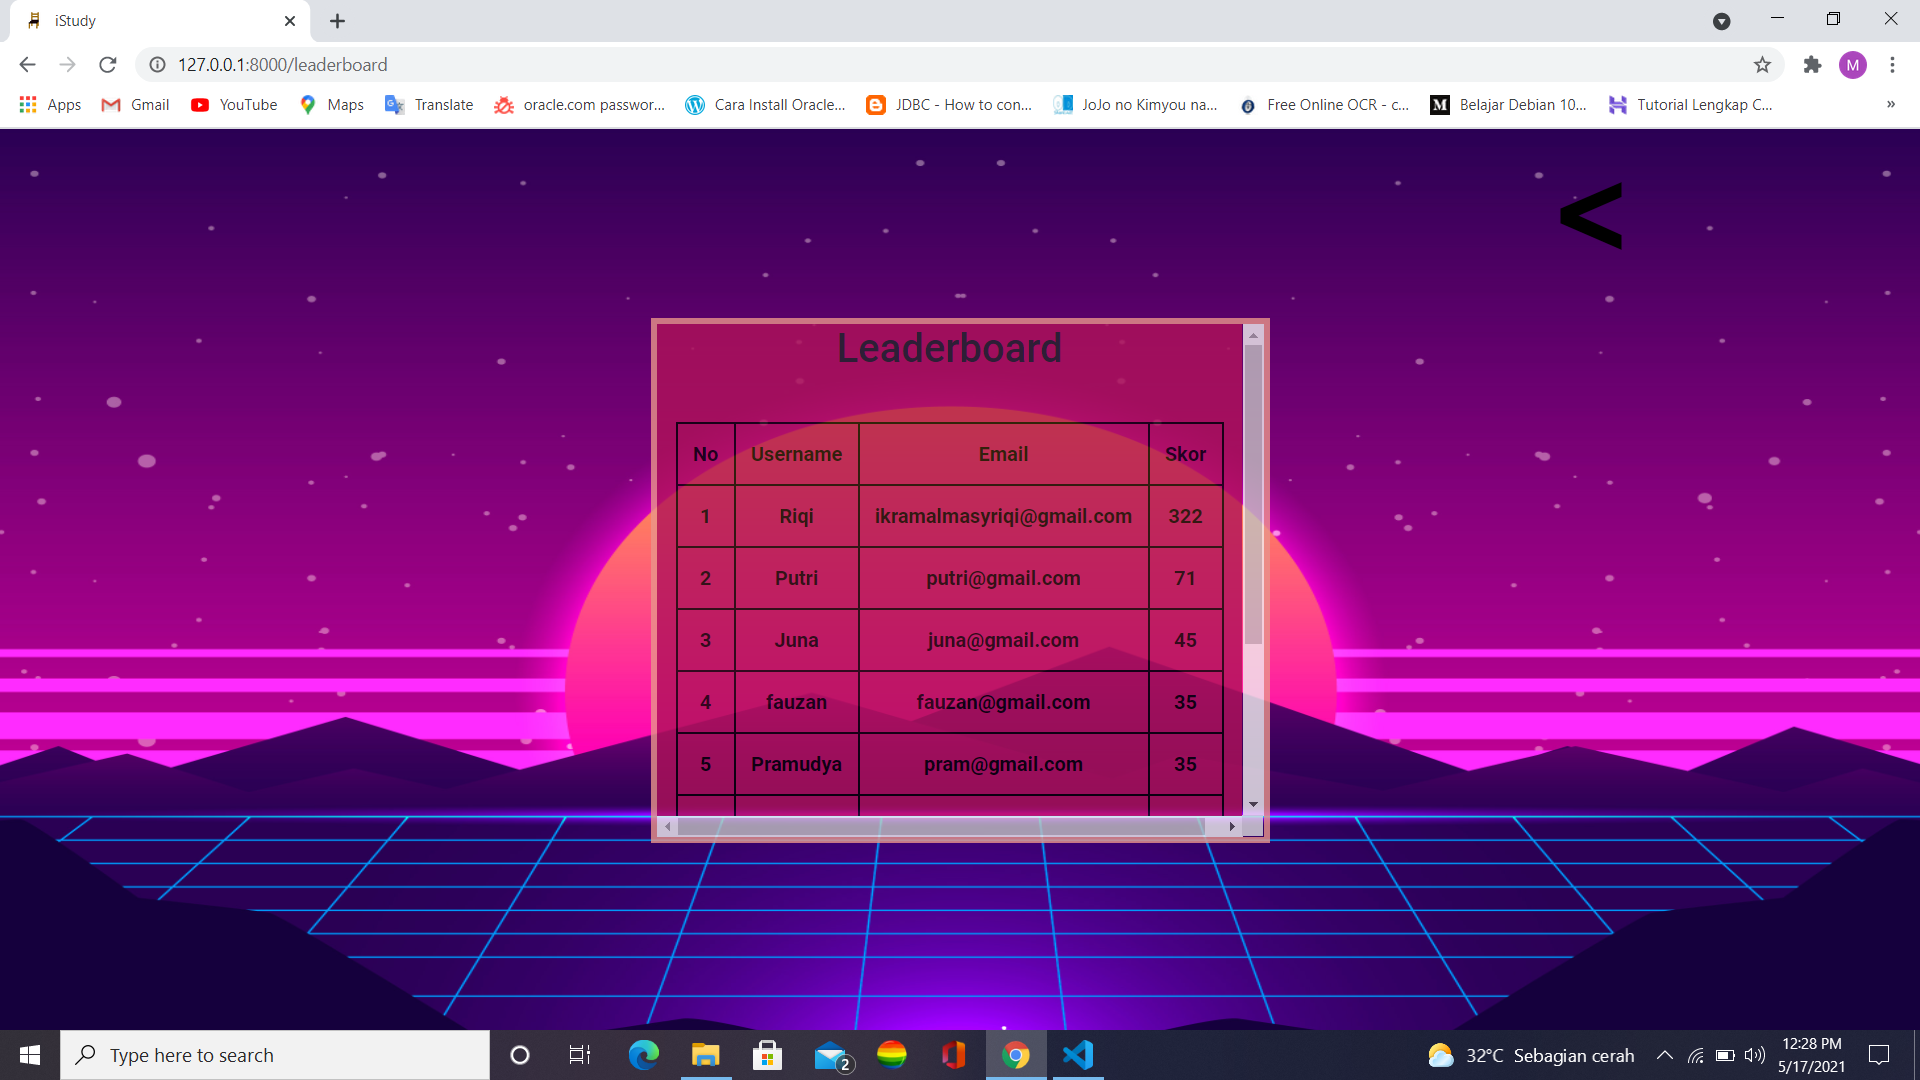 iStudy
127.0.0.1:8000/leaderboard
M
Apps Gmail YouTube Maps Translate oracle.com passwor... Cara Install Oracle... JDBC - How to con... JoJo no Kimyou na... Free Online OCR - c... Belajar Debian 10... Tutorial Lengkap C... »
<
Leaderboard
No Username Email Skor
1 Riqi ikramalmasyriqi@gmail.com 322
2 Putri putri@gmail.com 71
3 Juna juna@gmail.com 45
4 fauzan fauzan@gmail.com 35
5 Pramudya pram@gmail.com 35
Type here to search
2
32°C Sebagian cerah
12:28 PM
5/17/2021